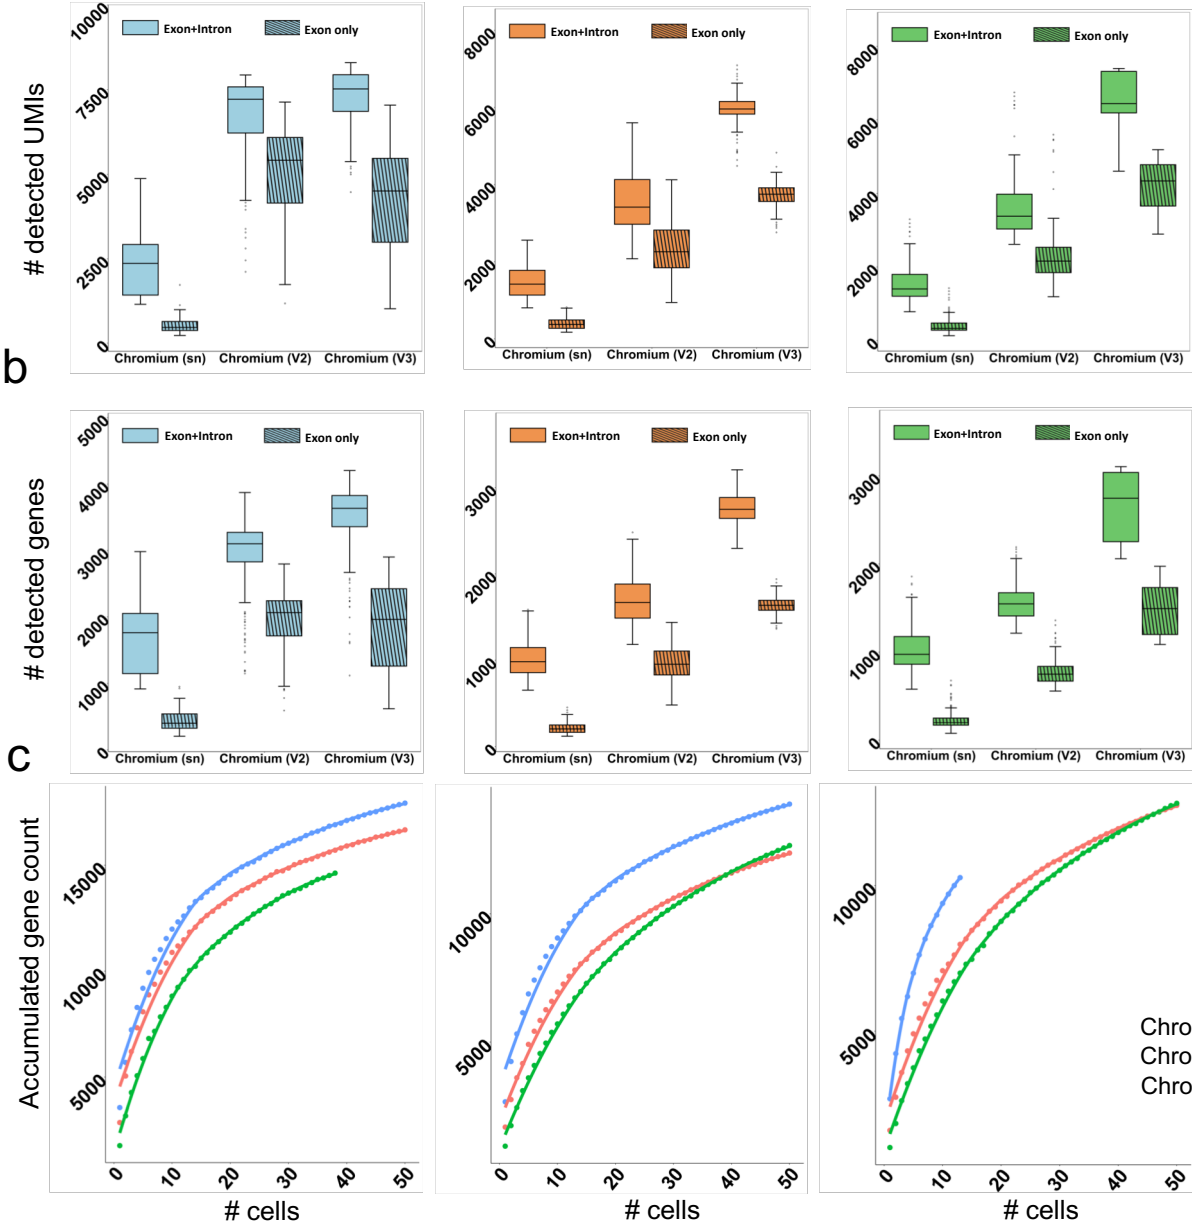 10000
7500
5000
2500
0
# detected UMIs
Exon+Intron
Exon only
Chromium (sn)
Chromium (V2)
Chromium (V3)
8000
6000
4000
2000
0
Exon+Intron
Exon only
Chromium (sn)
Chromium (V2)
Chromium (V3)
8000
6000
4000
2000
0
Exon+Intron
Exon only
Chromium (sn)
Chromium (V2)
Chromium (V3)
b
5000
4000
3000
2000
1000
0
# detected genes
Exon+Intron
Exon only
Chromium (sn)
Chromium (V2)
Chromium (V3)
3000
2000
1000
0
Exon+Intron
Exon only
Chromium (sn)
Chromium (V2)
Chromium (V3)
3000
2000
1000
0
Exon+Intron
Exon only
Chromium (sn)
Chromium (V2)
Chromium (V3)
c
Accumulated gene count
15000
10000
5000
0
10
20
30
40
50
# cells
10000
5000
0
10
20
30
40
50
# cells
10000
5000
Chro
Chro
Chro
0
10
20
30
40
50
# cells